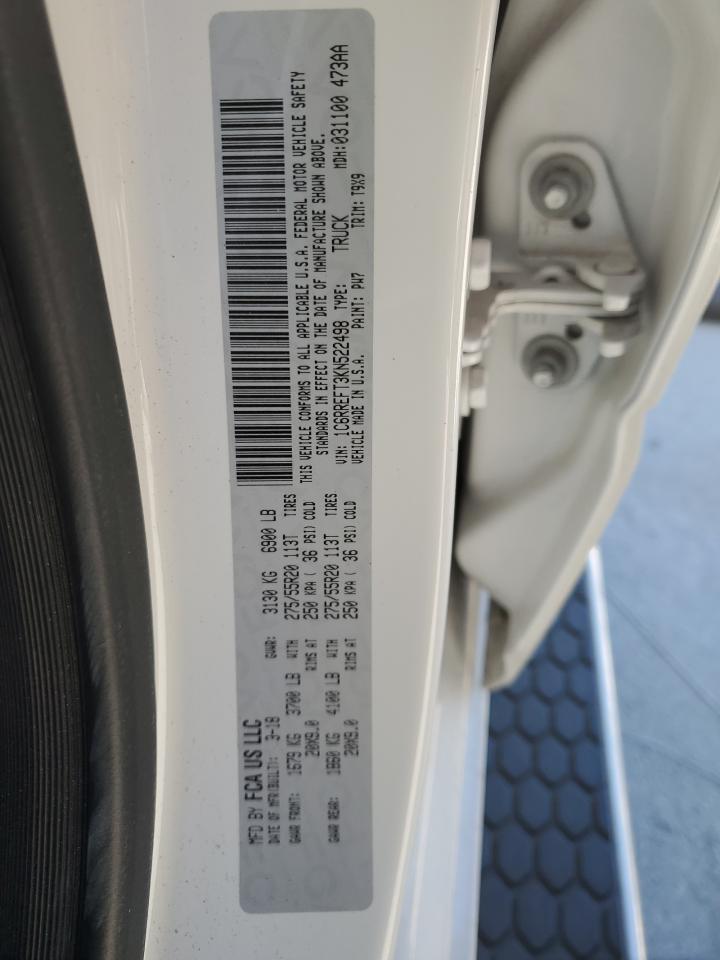 MFD BY FCA US LLC
DATE OF MFR(BUILT): 3-18 GVWR: 3130 KG 6900 LB
GAWR FRONT: 1679 KG 3700 LB WITH 275/55R20 113T TIRES
20X9.0 RIMS AT 250 KPA ( 36 PSI) COLD
GAWR REAR: 1860 KG 4100 LB WITH 275/55R20 113T TIRES
20X9.0 RIMS AT 250 KPA ( 36 PSI) COLD
THIS VEHICLE CONFORMS TO ALL APPLICABLE U.S.A. FEDERAL MOTOR VEHICLE SAFETY
STANDARDS IN EFFECT ON THE DATE OF MANUFACTURE SHOWN ABOVE.
VIN: 1C6RREFT3KN522498 TYPE: TRUCK MDH:031100 473AA
VEHICLE MADE IN U.S.A. PAINT: PW7 TRIM: T9X9